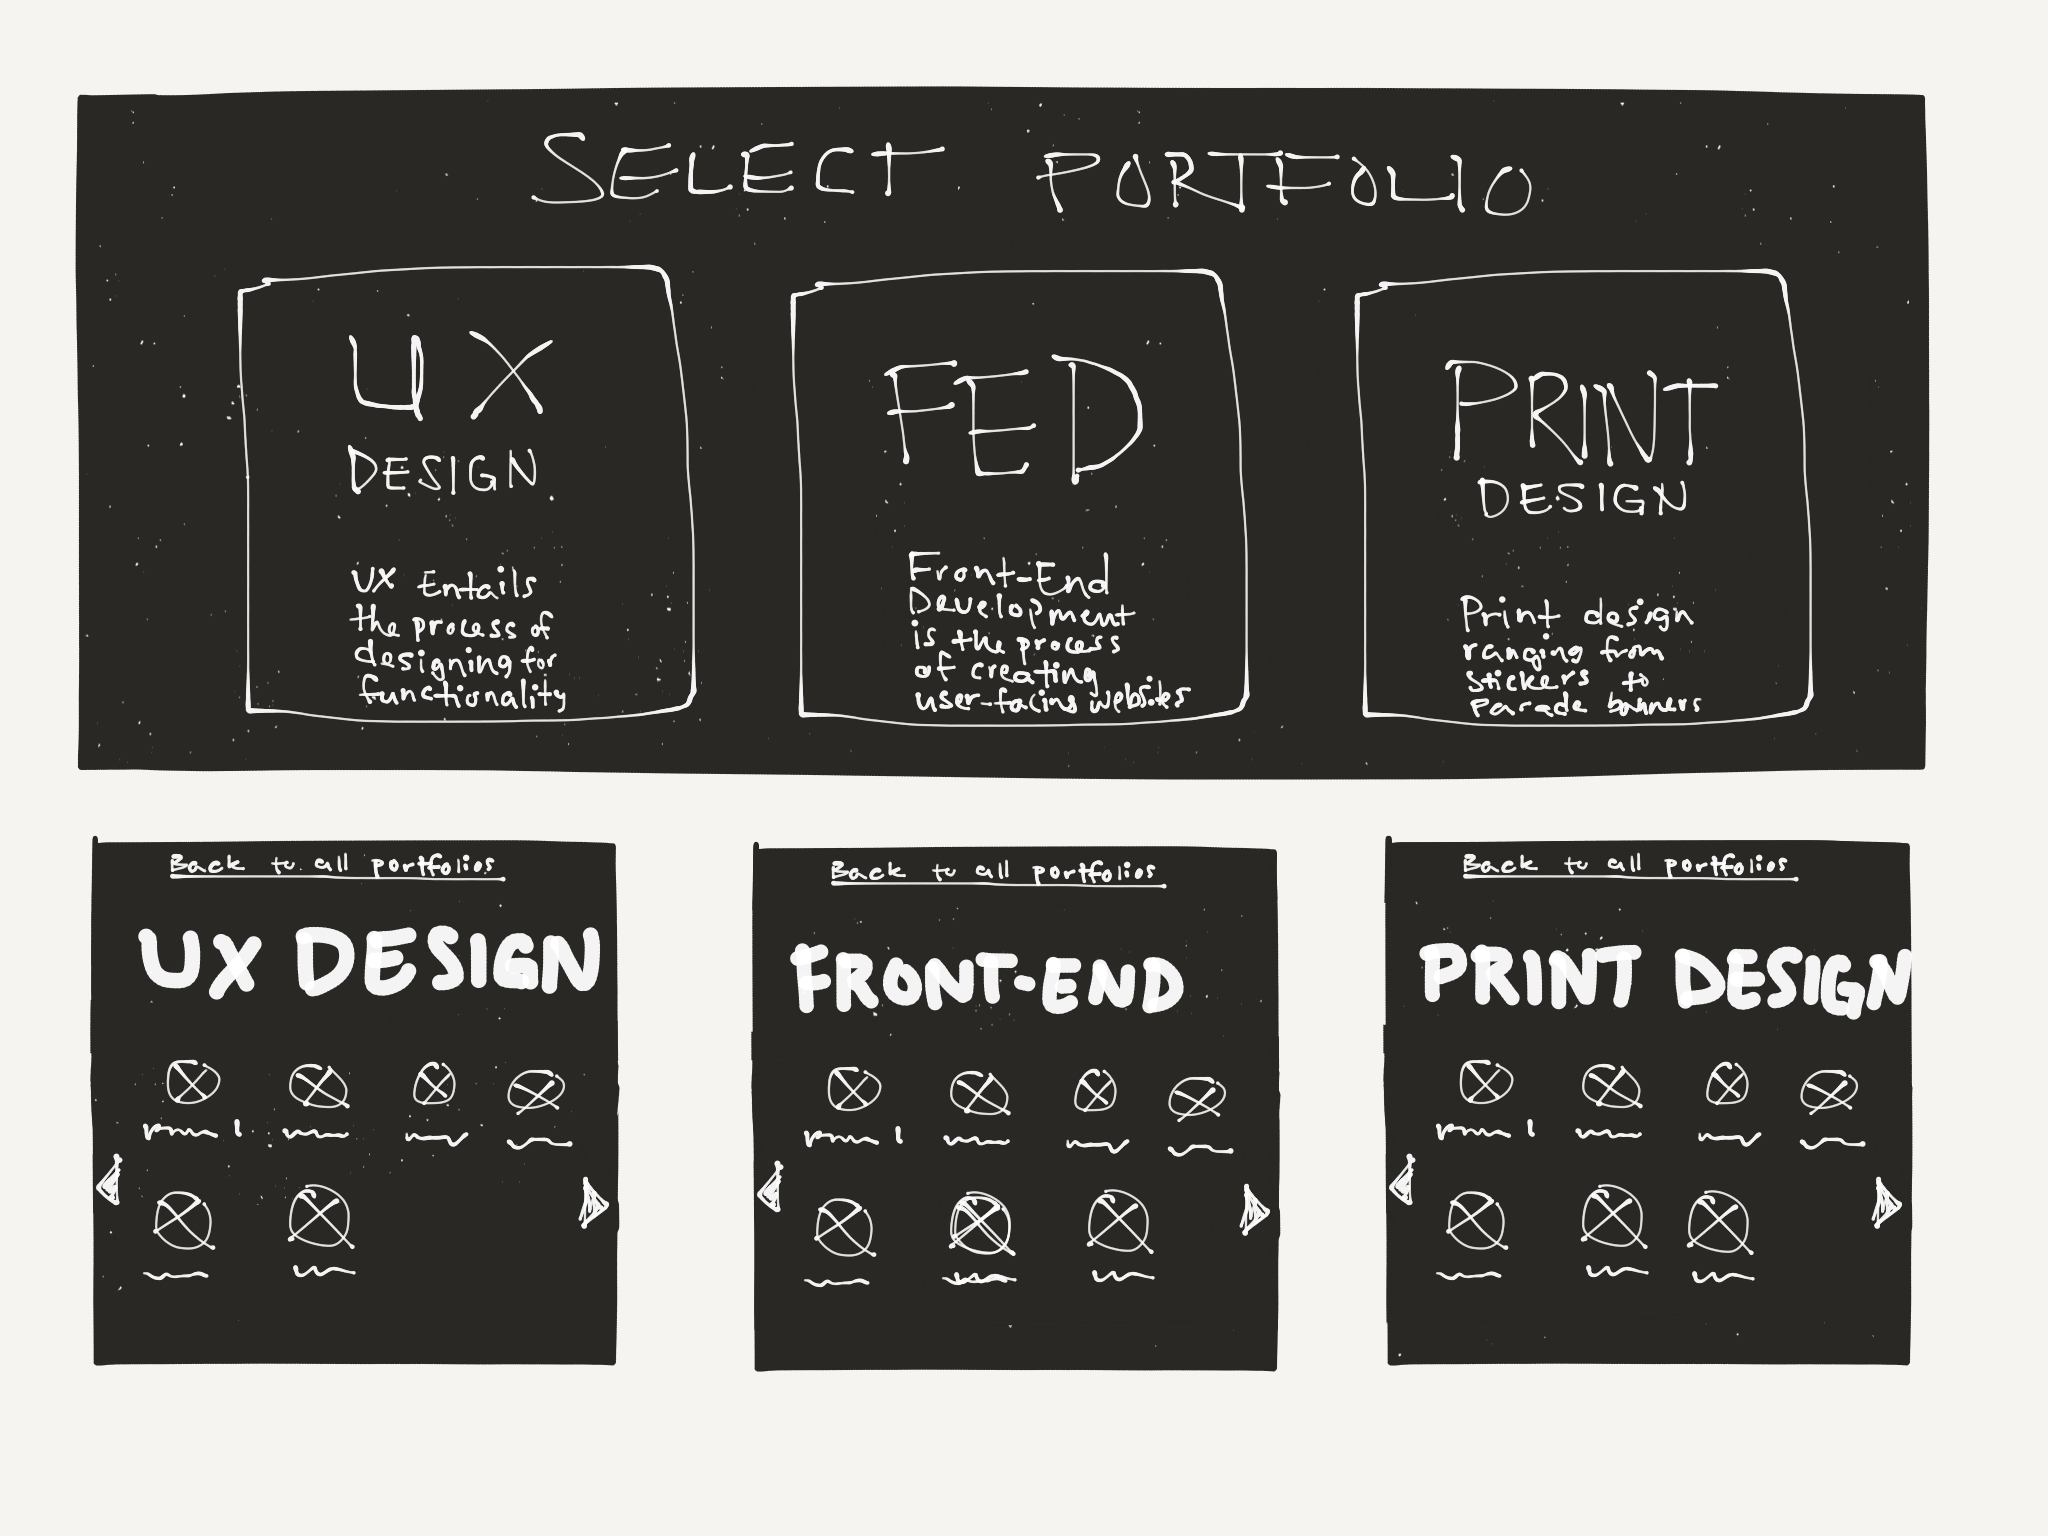 SELECT PORTFOLIO
UX
DESIGN
UX Entails
the process of
designing for
functionality
FED
Front-End
Development
is the process
of creating
user-facing websites
PRINT
DESIGN
Print design
ranging from
stickers to
Parade banners
Back to all portfolios
UX DESIGN
Back to all portfolios
FRONT-END
Back to all portfolios
PRINT DESIGN